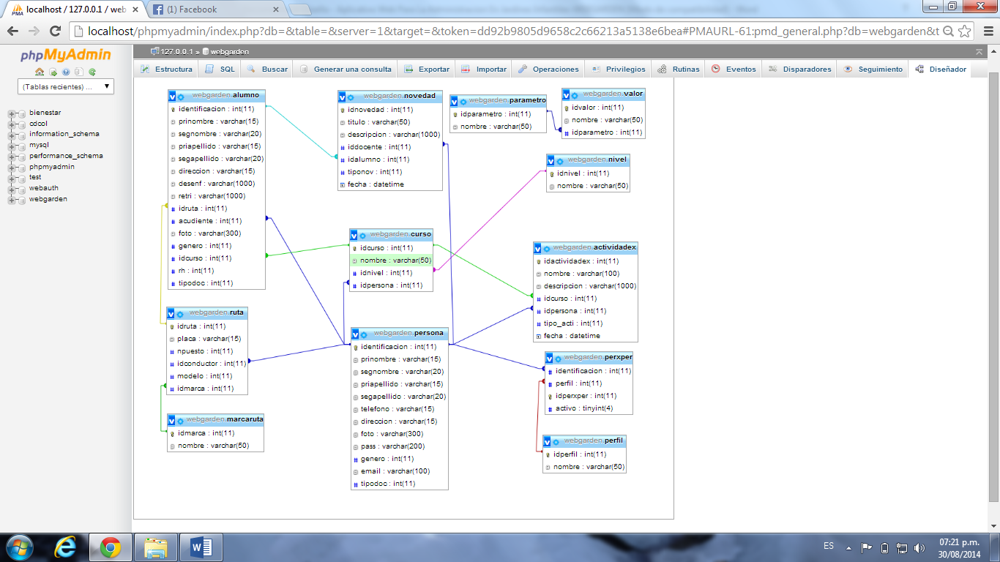 localhost / 127.0.0.1 / web
(1) Facebook
localhost/phpmyadmin/index.php?db=&table=&server=1&target=&token=dd92b9805d9658c2c66213a5138e6bea#PMAURL-61:pmd_general.php?db=webgarden&t
phpMyAdmin
(Tablas recientes) ...
bienestar
cdcol
information_schema
mysql
performance_schema
phpmyadmin
test
webauth
webgarden
127.0.0.1 » webgarden
Estructura SQL Buscar Generar una consulta Exportar Importar Operaciones Privilegios Rutinas Eventos Disparadores Seguimiento Diseñador
webgarden.alumno
identificacion : int(11)
prinombre : varchar(15)
segnombre : varchar(20)
priapellido : varchar(15)
segapellido : varchar(20)
direccion : varchar(15)
desenf : varchar(1000)
retri : varchar(1000)
idruta : int(11)
acudiente : int(11)
foto : varchar(300)
genero : int(11)
idcurso : int(11)
rh : int(11)
tipodoc : int(11)
webgarden.ruta
idruta : int(11)
placa : varchar(15)
npuesto : int(11)
idconductor : int(11)
modelo : int(11)
idmarca : int(11)
webgarden.marcaruta
idmarca : int(11)
nombre : varchar(50)
webgarden.novedad
idnovedad : int(11)
titulo : varchar(50)
descripcion : varchar(1000)
iddocente : int(11)
idalumno : int(11)
tiponov : int(11)
fecha : datetime
webgarden.curso
idcurso : int(11)
nombre : varchar(50)
idnivel : int(11)
idpersona : int(11)
webgarden.persona
identificacion : int(11)
prinombre : varchar(15)
segnombre : varchar(20)
priapellido : varchar(15)
segapellido : varchar(20)
telefono : varchar(15)
direccion : varchar(15)
foto : varchar(300)
pass : varchar(200)
genero : int(11)
email : varchar(100)
tipodoc : int(11)
webgarden.parametro
idparametro : int(11)
nombre : varchar(50)
webgarden.valor
idvalor : int(11)
nombre : varchar(50)
idparametro : int(11)
webgarden.nivel
idnivel : int(11)
nombre : varchar(50)
webgarden.actividadex
idactividadex : int(11)
nombre : varchar(100)
descripcion : varchar(1000)
idcurso : int(11)
idpersona : int(11)
tipo_acti : int(11)
fecha : datetime
webgarden.perxper
identificacion : int(11)
perfil : int(11)
idperxper : int(11)
activo : tinyint(4)
webgarden.perfil
idperfil : int(11)
nombre : varchar(50)
ES
07:21 p.m.
30/08/2014